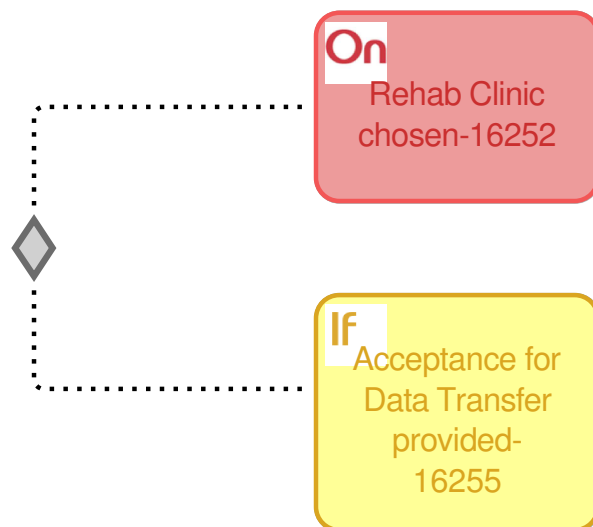 On
Rehab Clinic
chosen-16252
If
Acceptance for
Data Transfer
provided-
16255